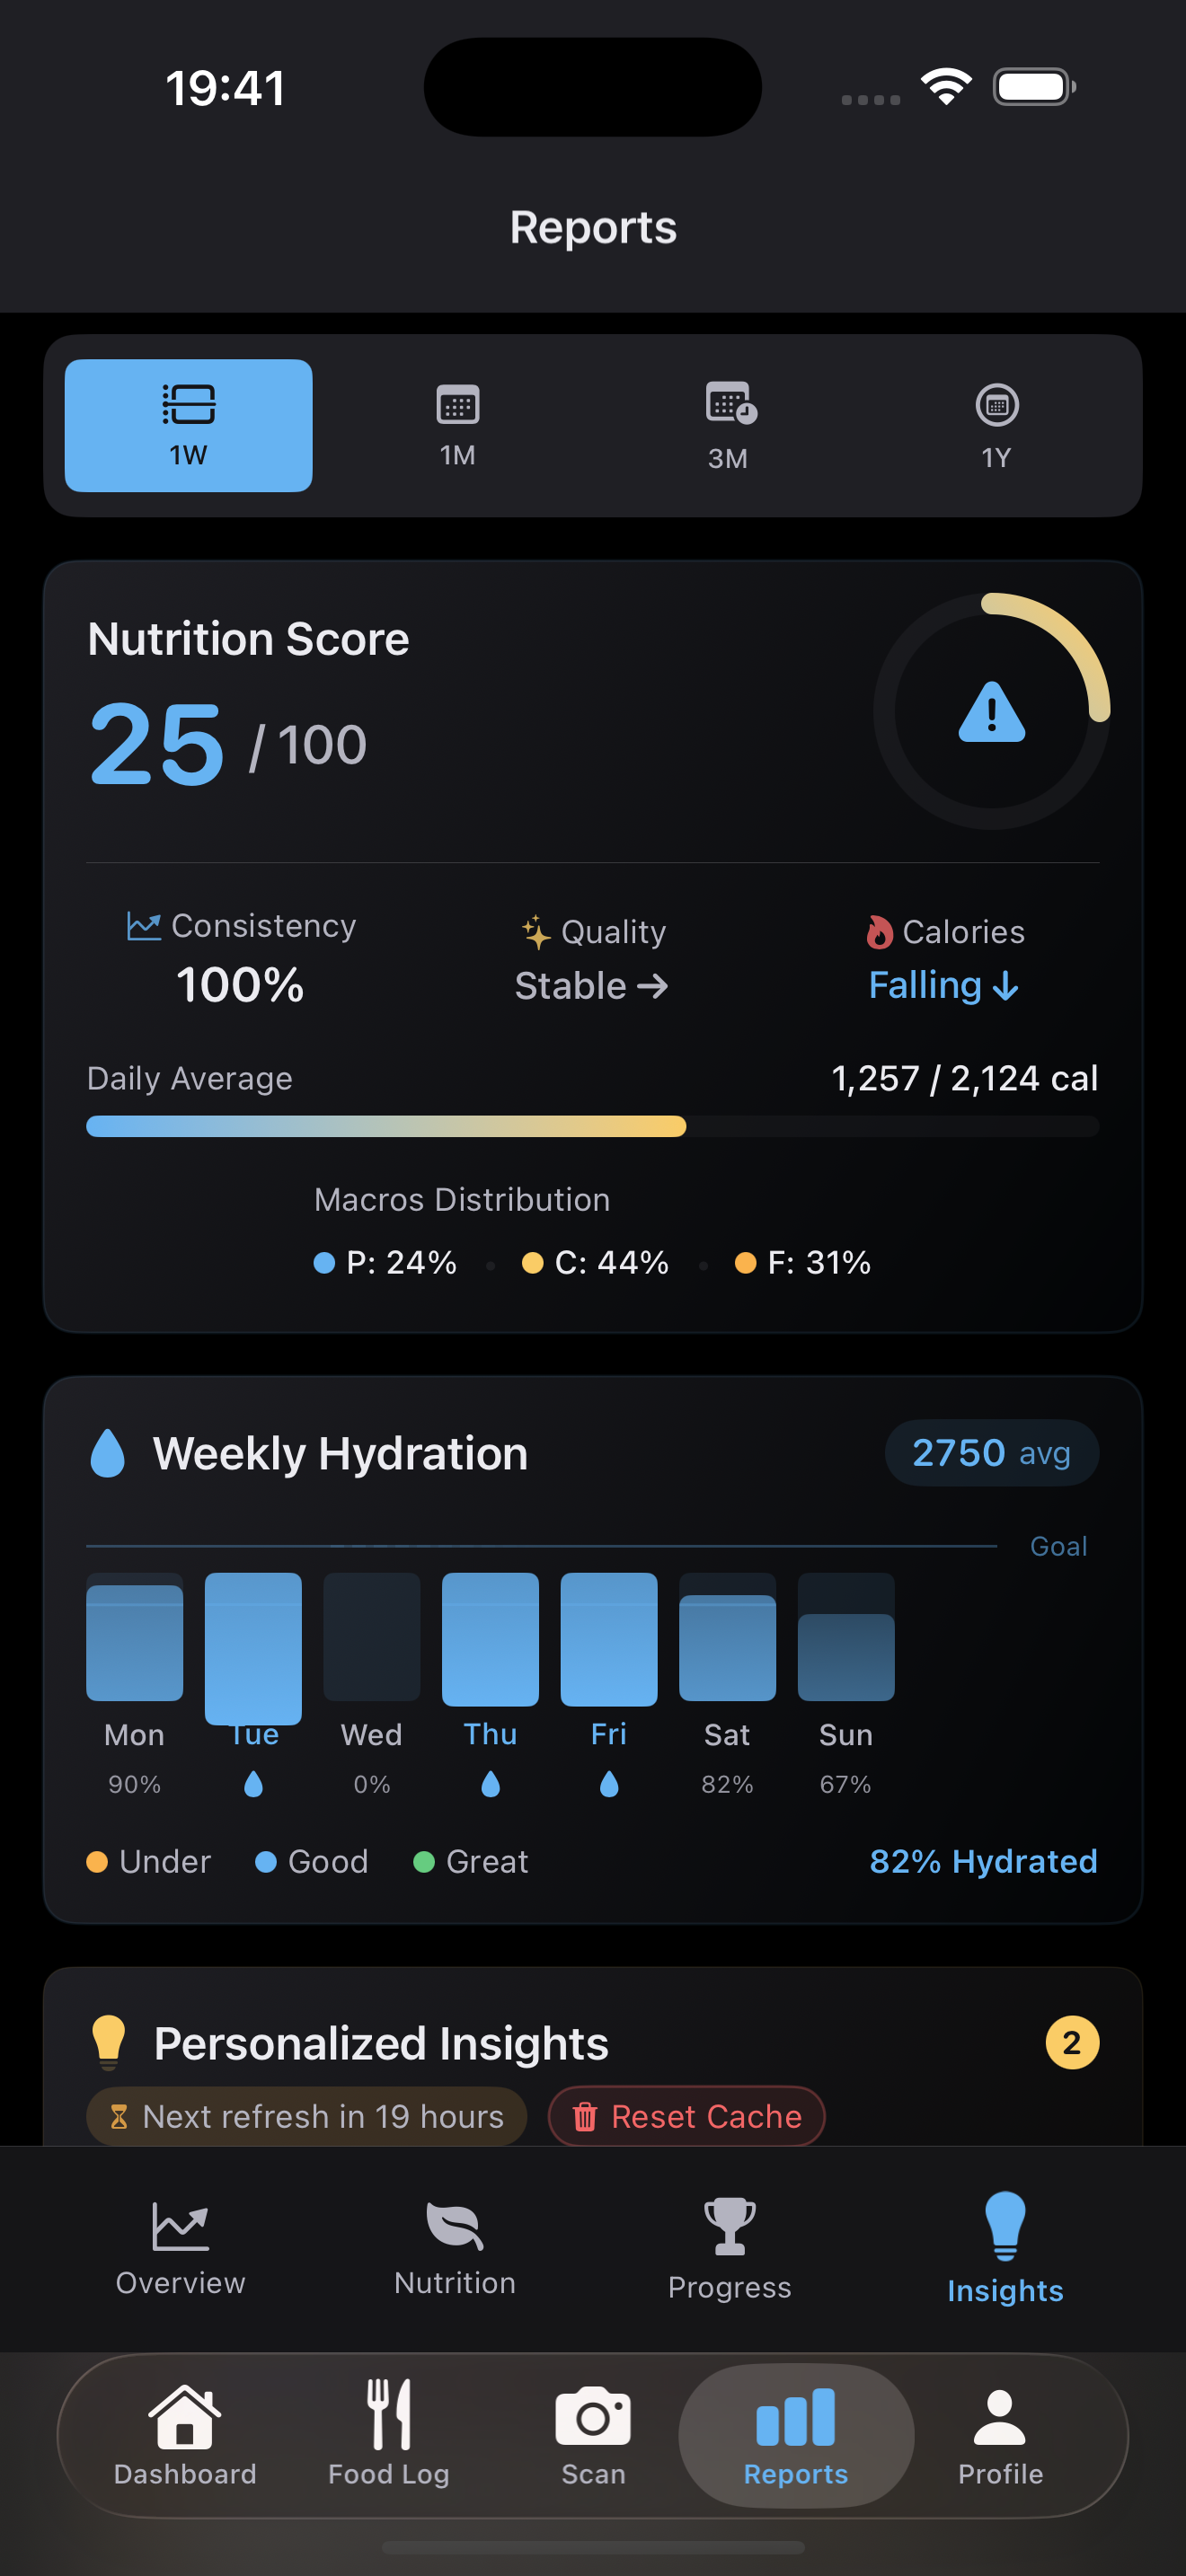 19:41
Reports
1W 1M 3M 1Y
Nutrition Score
25 / 100
Consistency Quality Calories
100% Stable → Falling ↓
Daily Average 1,257 / 2,124 cal
Macros Distribution
P: 24% • C: 44% • F: 31%
Weekly Hydration 2750 avg
Goal
Mon Tue Wed Thu Fri Sat Sun
90% 0% 82% 67%
Under Good Great 82% Hydrated
Personalized Insights 2
Next refresh in 19 hours Reset Cache
Overview Nutrition Progress Insights
Dashboard Food Log Scan Reports Profile